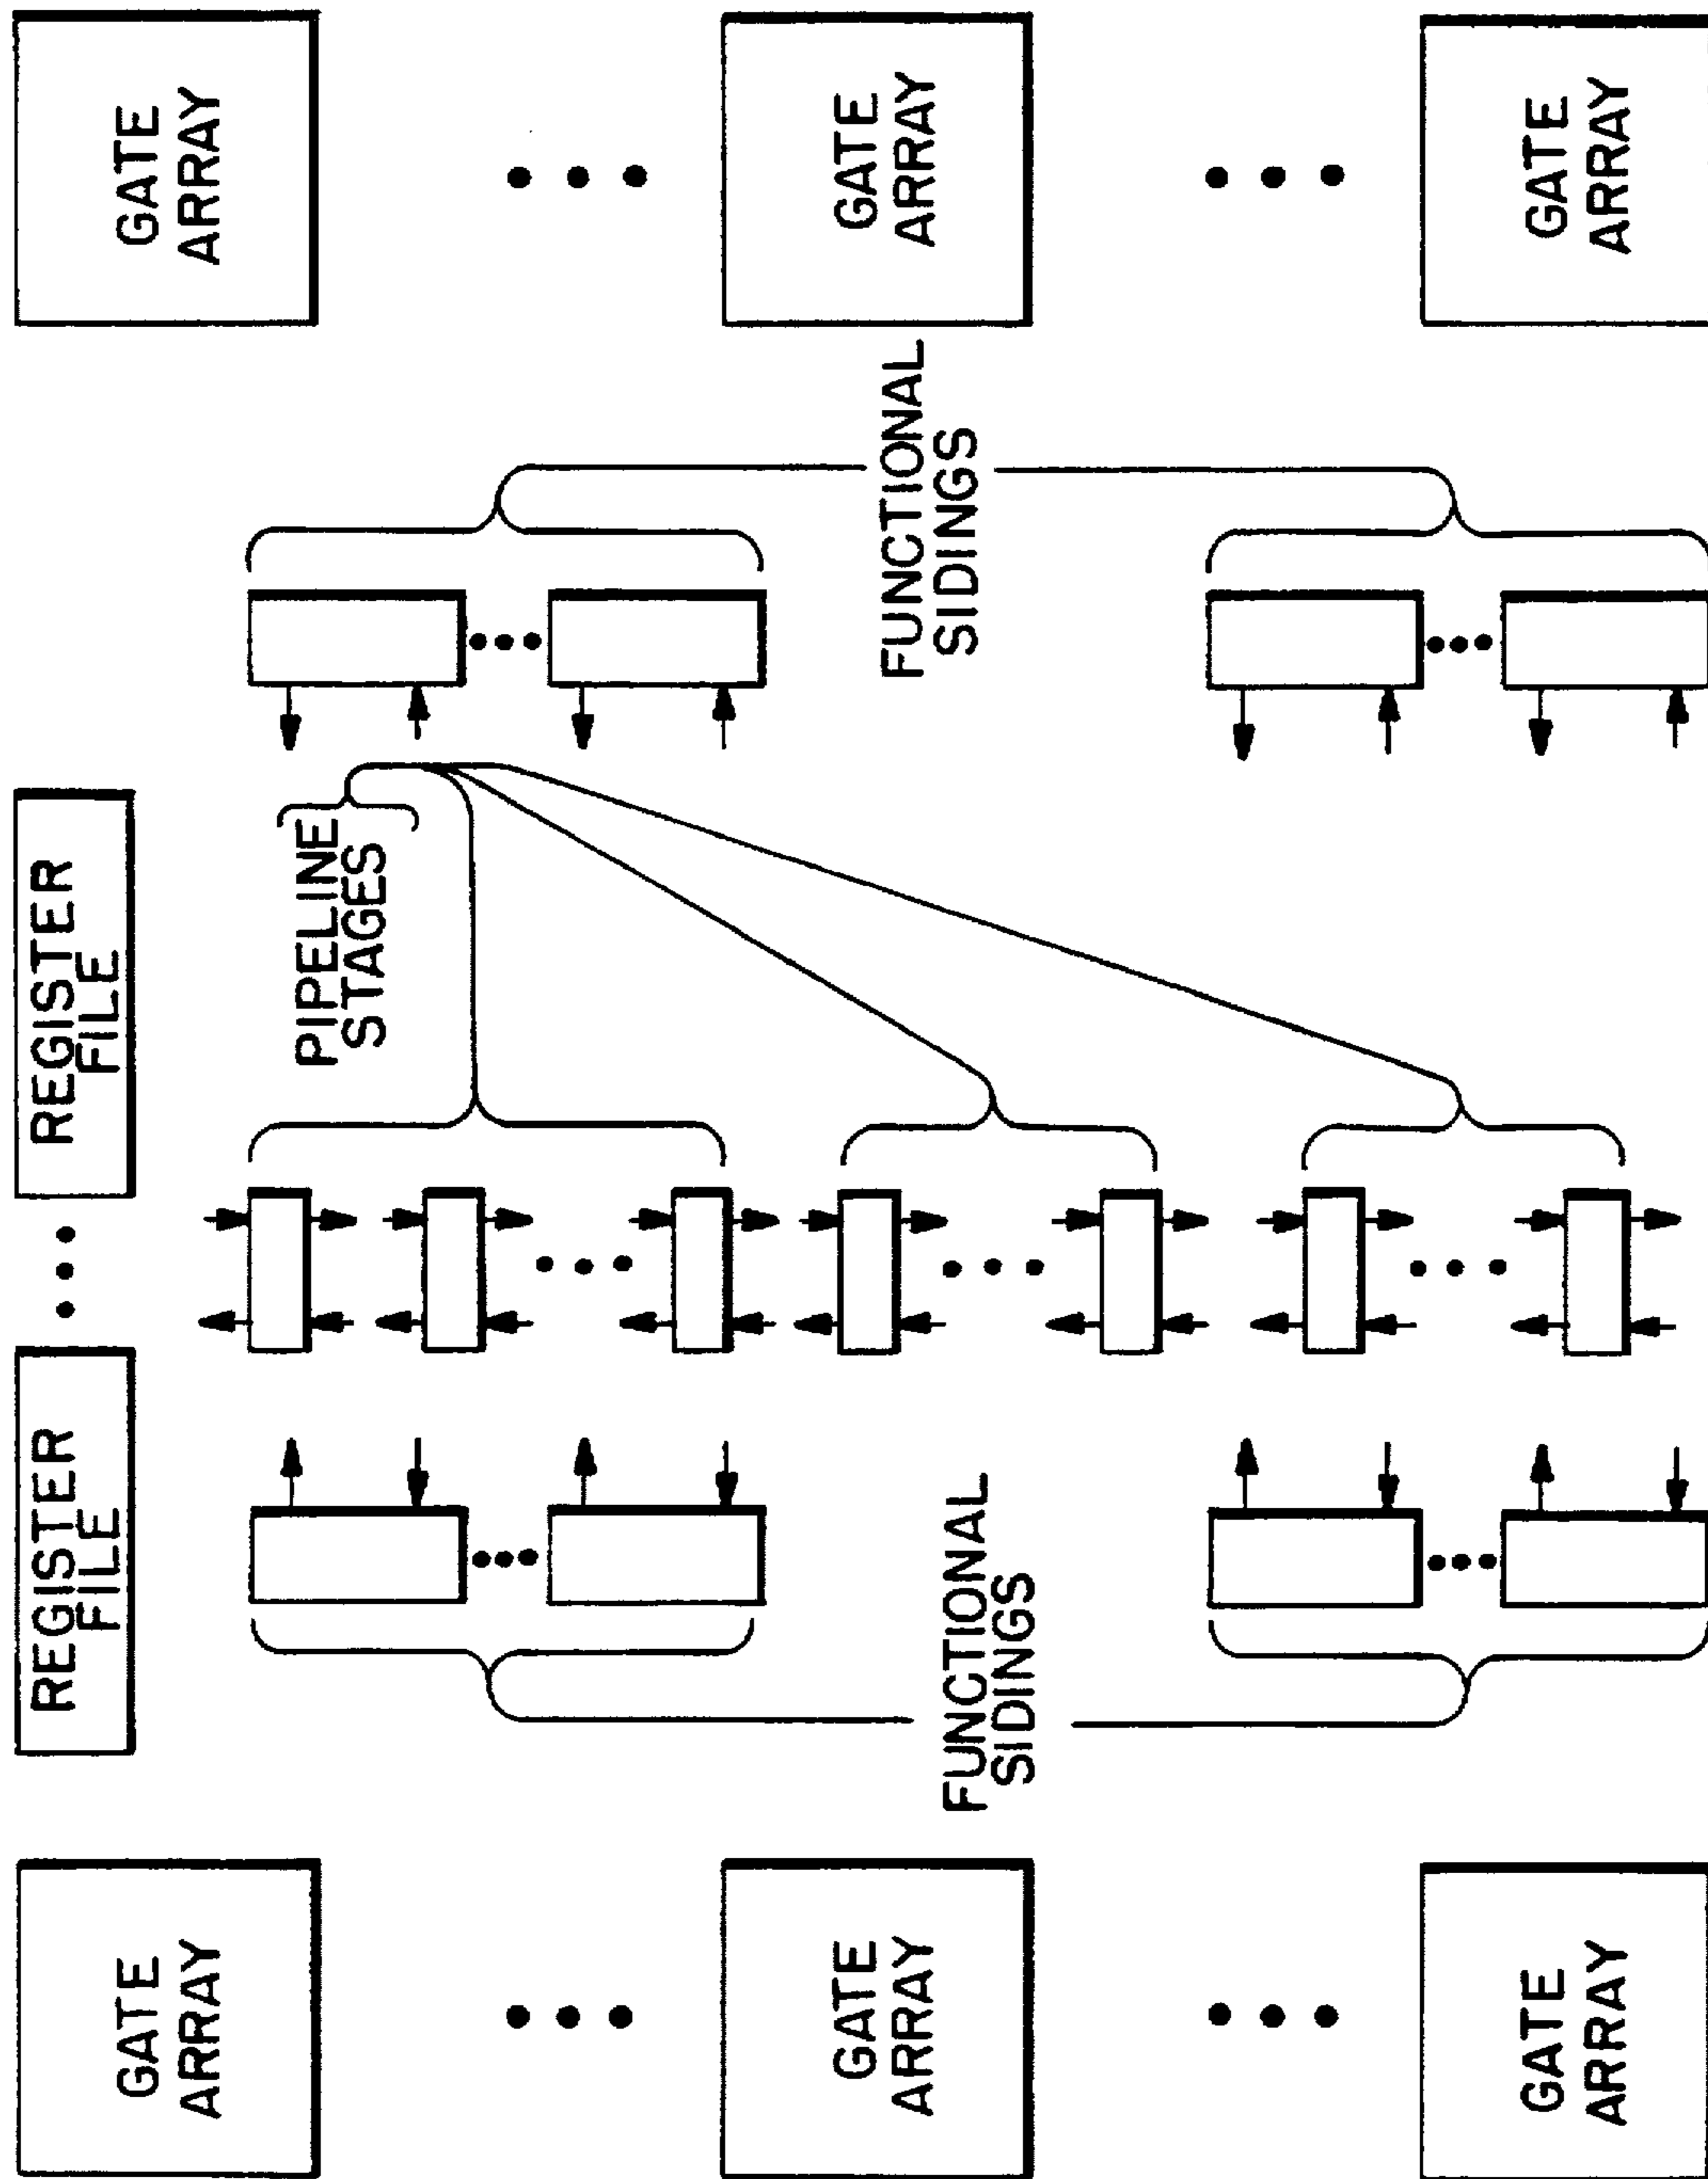 GATE
ARRAY
GATE
ARRAY
GATE
ARRAY
REGISTER
FILE
REGISTER
FILE
PIPELINE
STAGES
FUNCTIONAL
SIDINGS
FUNCTIONAL
SIDINGS
GATE
ARRAY
GATE
ARRAY
GATE
ARRAY